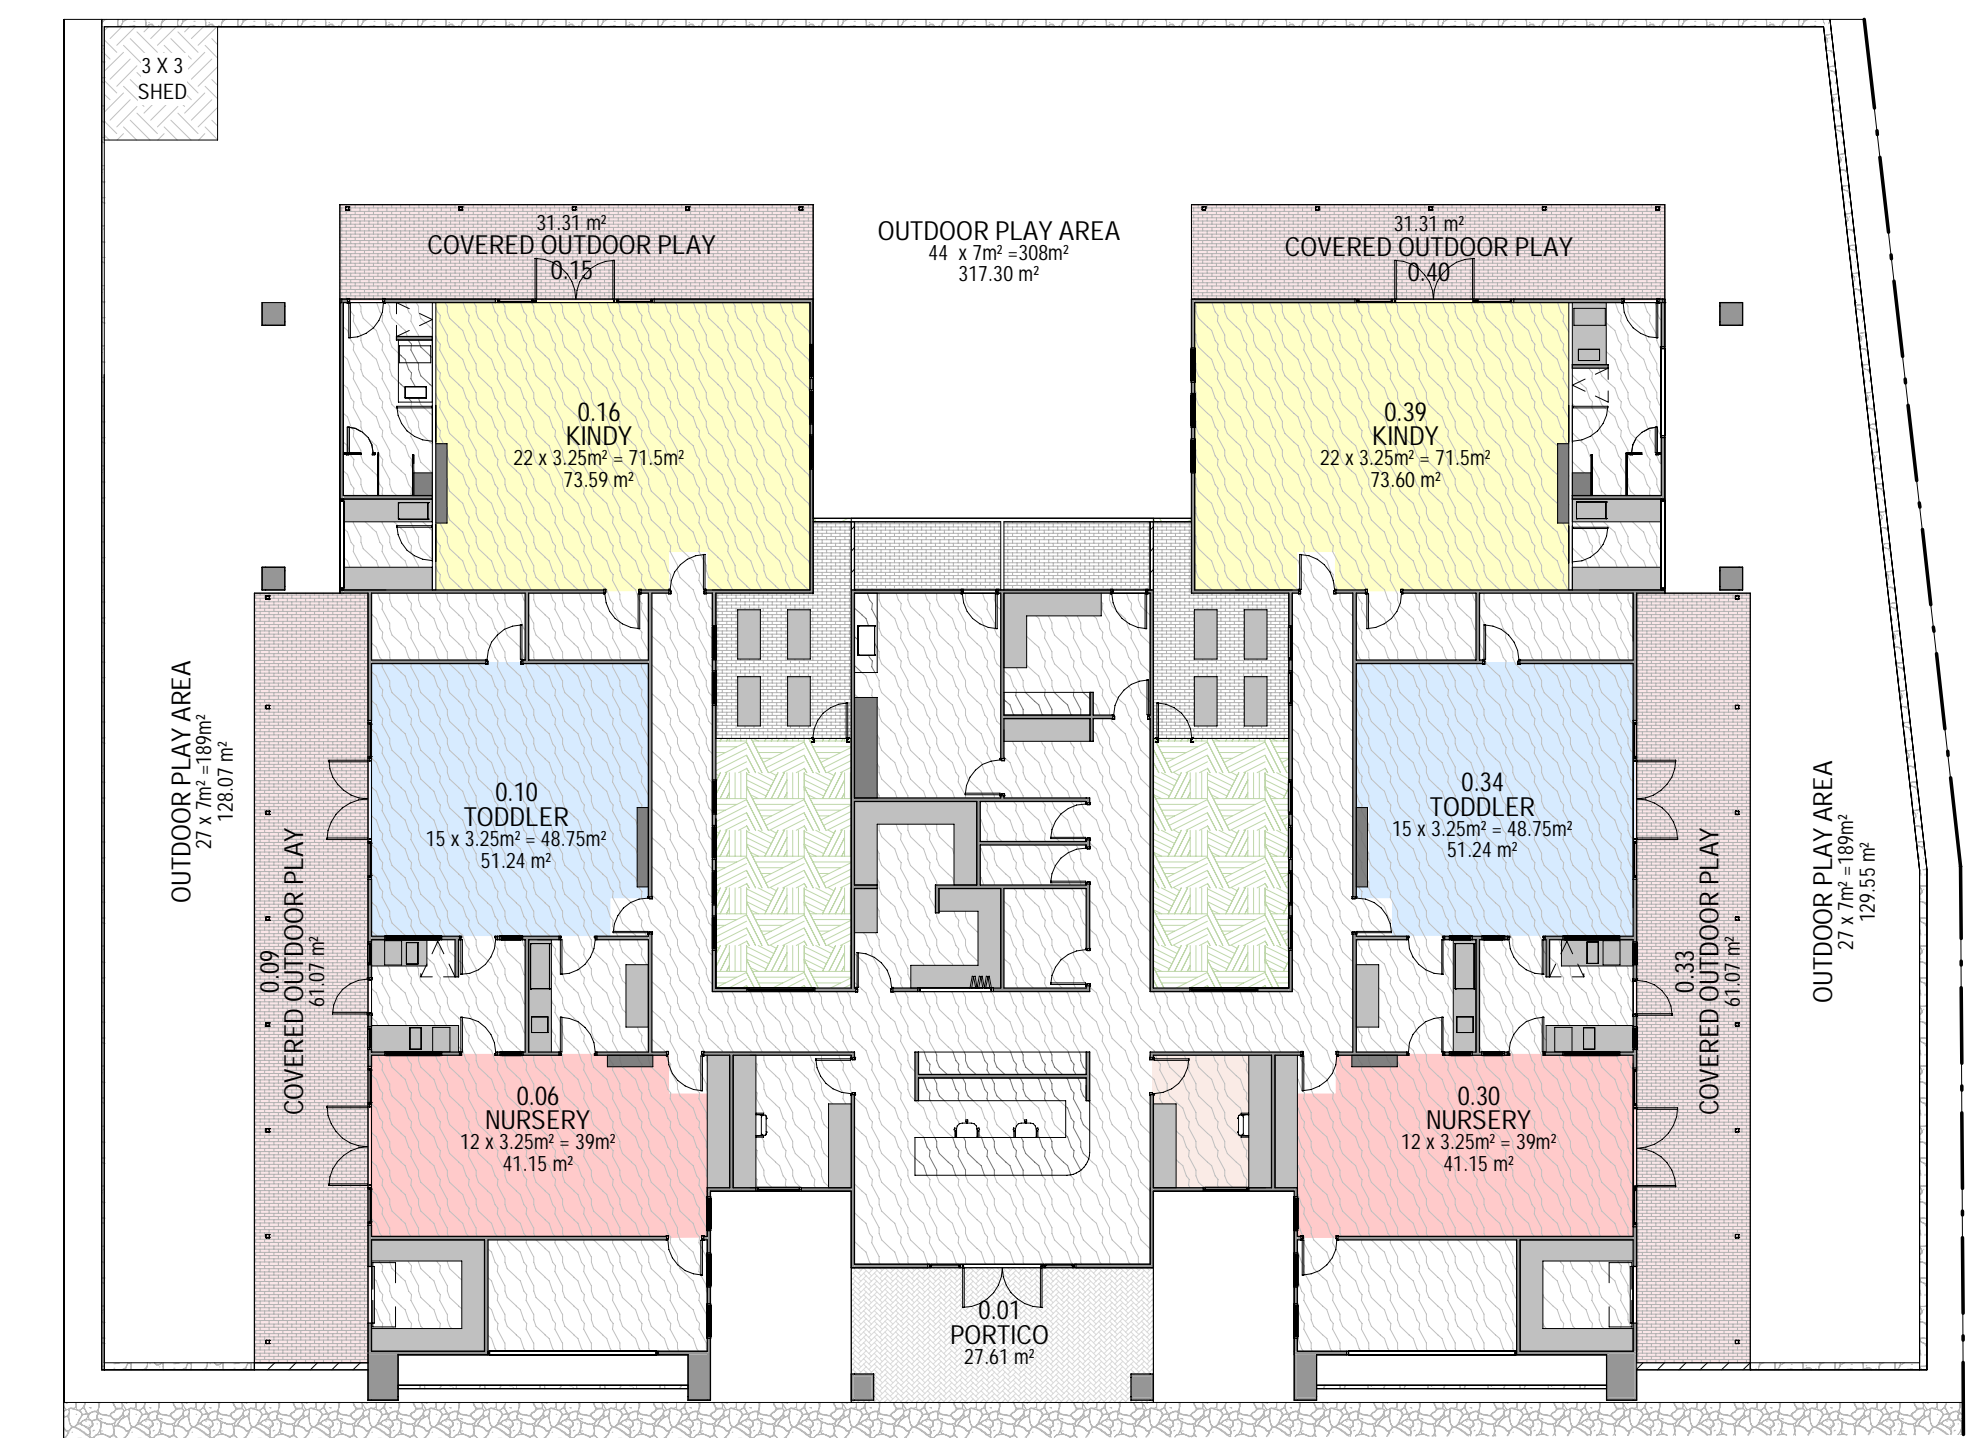 3 X 3
SHED
31.31 m²
COVERED OUTDOOR PLAY
0.15
OUTDOOR PLAY AREA
44 x 7m² =308m²
317.30 m²
31.31 m²
COVERED OUTDOOR PLAY
0.40
0.16
KINDY
22 x 3.25m² = 71.5m²
73.59 m²
0.39
KINDY
22 x 3.25m² = 71.5m²
73.60 m²
OUTDOOR PLAY AREA
27 x 7m² =189m²
128.07 m²
0.09
COVERED OUTDOOR PLAY
61.07 m²
0.10
TODDLER
15 x 3.25m² = 48.75m²
51.24 m²
0.34
TODDLER
15 x 3.25m² = 48.75m²
51.24 m²
0.33
COVERED OUTDOOR PLAY
61.07 m²
OUTDOOR PLAY AREA
27 x 7m² =189m²
129.55 m²
0.06
NURSERY
12 x 3.25m² = 39m²
41.15 m²
0.30
NURSERY
12 x 3.25m² = 39m²
41.15 m²
0.01
PORTICO
27.61 m²